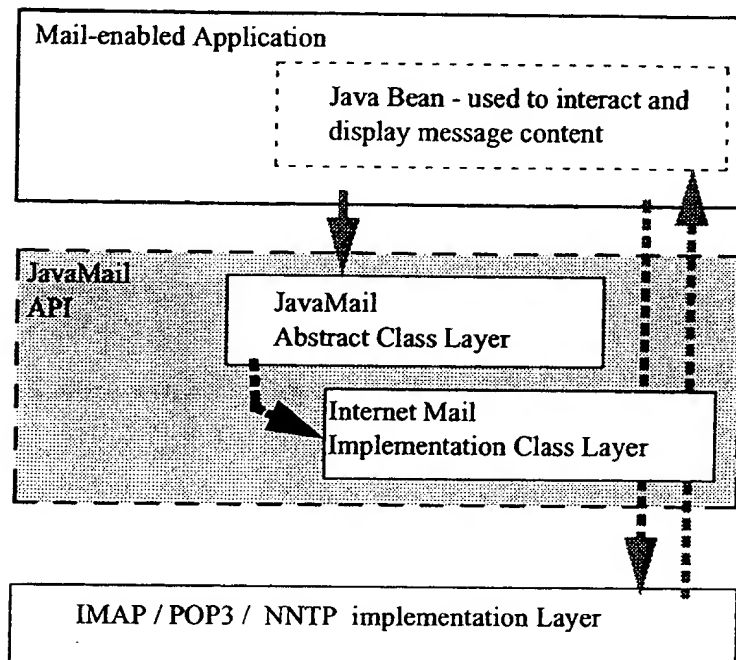 Mail-enabled Application
Java Bean - used to interact and
display message content
JavaMail
API
JavaMail
Abstract Class Layer
Internet Mail
Implementation Class Layer
IMAP / POP3 / NNTP implementation Layer